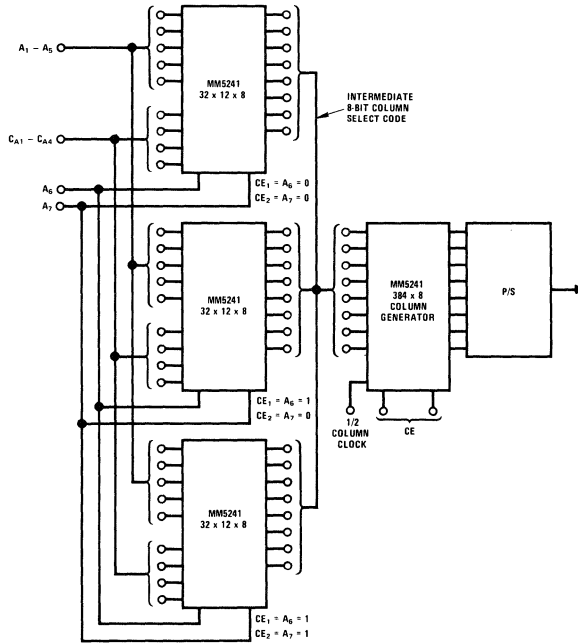 A1 – A5
CA1 – CA4
A6
A7
MM5241
32 x 12 x 8
CE1 = A6 = 0
CE2 = A7 = 0
INTERMEDIATE
8-BIT COLUMN
SELECT CODE
MM5241
32 x 12 x 8
CE1 = A6 = 1
CE2 = A7 = 0
MM5241
384 x 8
COLUMN
GENERATOR
P/S
1/2
COLUMN
CLOCK
CE
MM5241
32 x 12 x 8
CE1 = A6 = 1
CE2 = A7 = 1